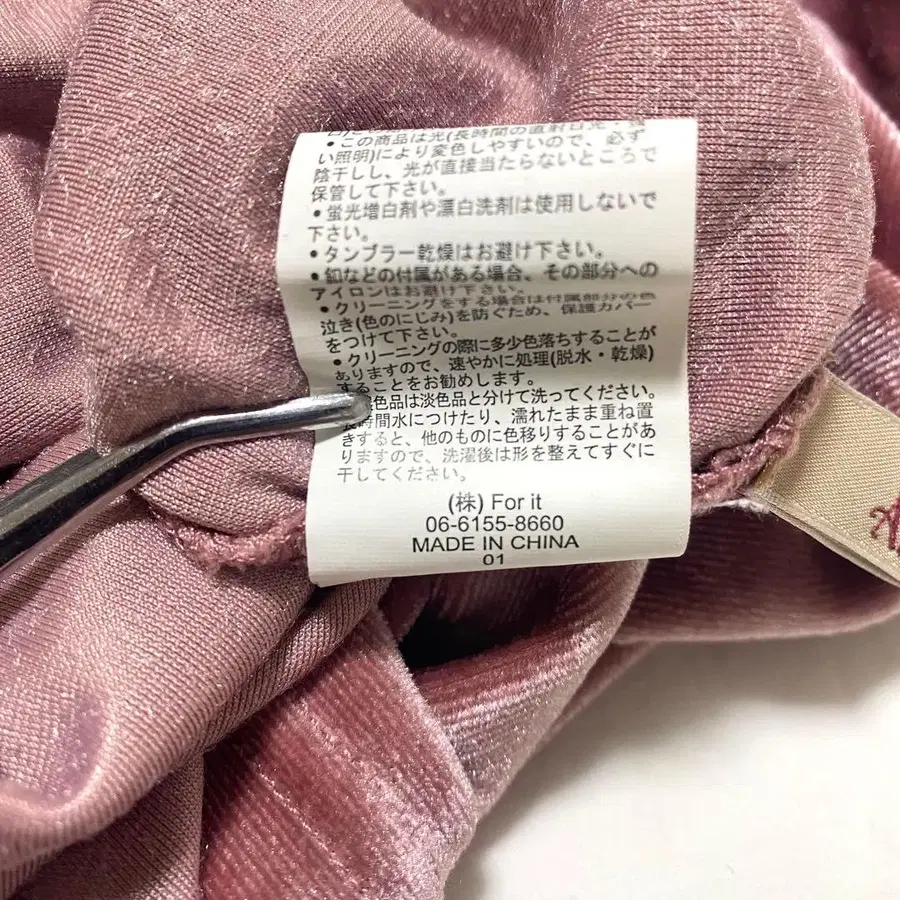 •この商品は光(長時間の直射日光・強
い照明)により変色しやすいので、必ず
陰干しし、光が直接当たらないところで
保管して下さい。
•蛍光増白剤や漂白洗剤は使用しないで
下さい。
•タンブラー乾燥はお避け下さい。
•釦などの付属がある場合、その部分への
アイロンはお避け下さい。
•クリーニングをする場合は付属部分の色
泣き(色のにじみ)を防ぐため、保護カバー
をつけて下さい。
•クリーニングの際に多少色落ちすることが
ありますので、速やかに処理(脱水・乾燥)
することをお勧めします。
色品は淡色品と分けて洗ってください。
長時間水につけたり、濡れたまま重ね置
きすると、他のものに色移りすることがあ
りますので、洗濯後は形を整えてすぐに
干してください。
(株) For it
06-6155-8660
MADE IN CHINA
01